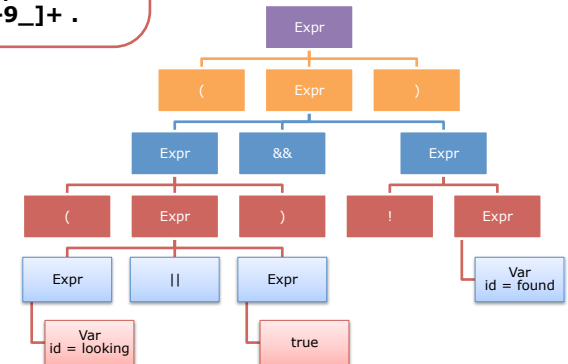 9_]+ .
Expr
( Expr )
Expr && Expr
( Expr ) ! Expr
Expr || Expr
Var
id = found
Var
id = looking
true